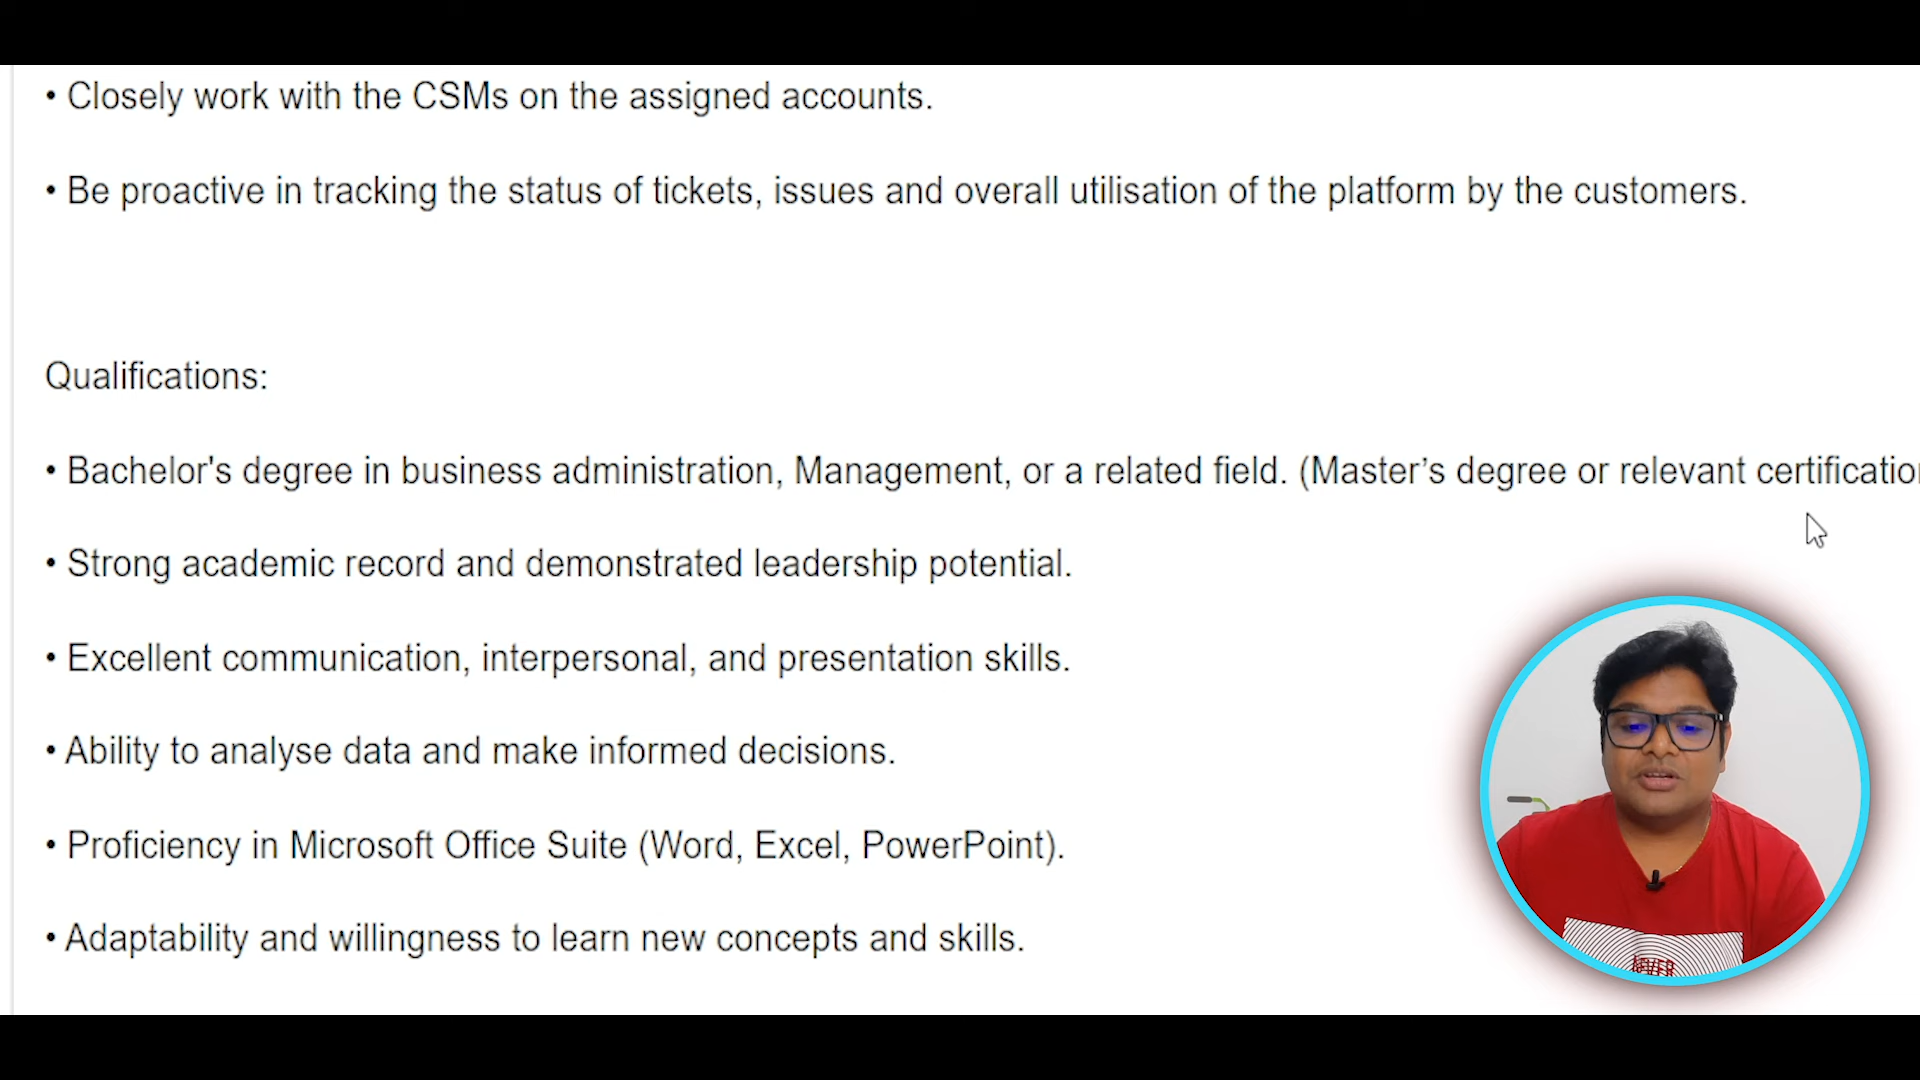 • Closely work with the CSMs on the assigned accounts.
• Be proactive in tracking the status of tickets, issues and overall utilisation of the platform by the customers.
Qualifications:
• Bachelor's degree in business administration, Management, or a related field. (Master’s degree or relevant
• Strong academic record and demonstrated leadership potential.
• Excellent communication, interpersonal, and presentation skills.
• Ability to analyse data and make informed decisions.
• Proficiency in Microsoft Office Suite (Word, Excel, PowerPoint).
• Adaptability and willingness to learn new concepts and skills.
NEVER